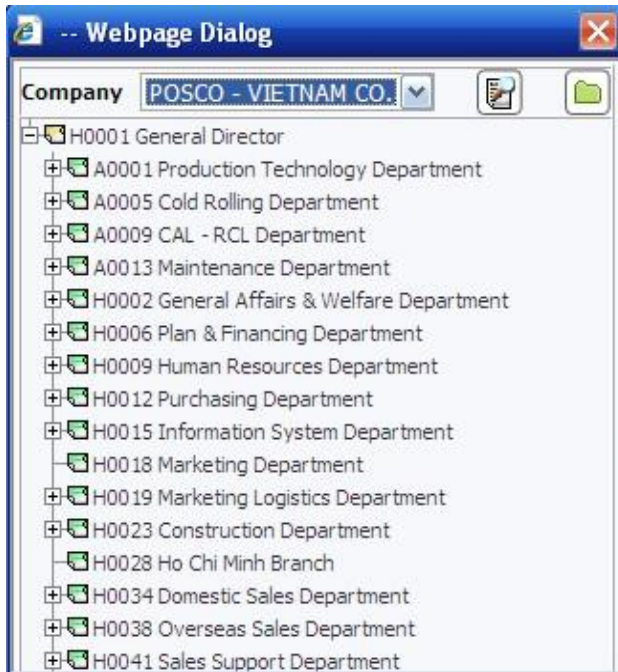 -- Webpage Dialog
Company POSCO - VIETNAM CO.
H0001 General Director
A0001 Production Technology Department
A0005 Cold Rolling Department
A0009 CAL - RCL Department
A0013 Maintenance Department
H0002 General Affairs & Welfare Department
H0006 Plan & Financing Department
H0009 Human Resources Department
H0012 Purchasing Department
H0015 Information System Department
H0018 Marketing Department
H0019 Marketing Logistics Department
H0023 Construction Department
H0028 Ho Chi Minh Branch
H0034 Domestic Sales Department
H0038 Overseas Sales Department
H0041 Sales Support Department